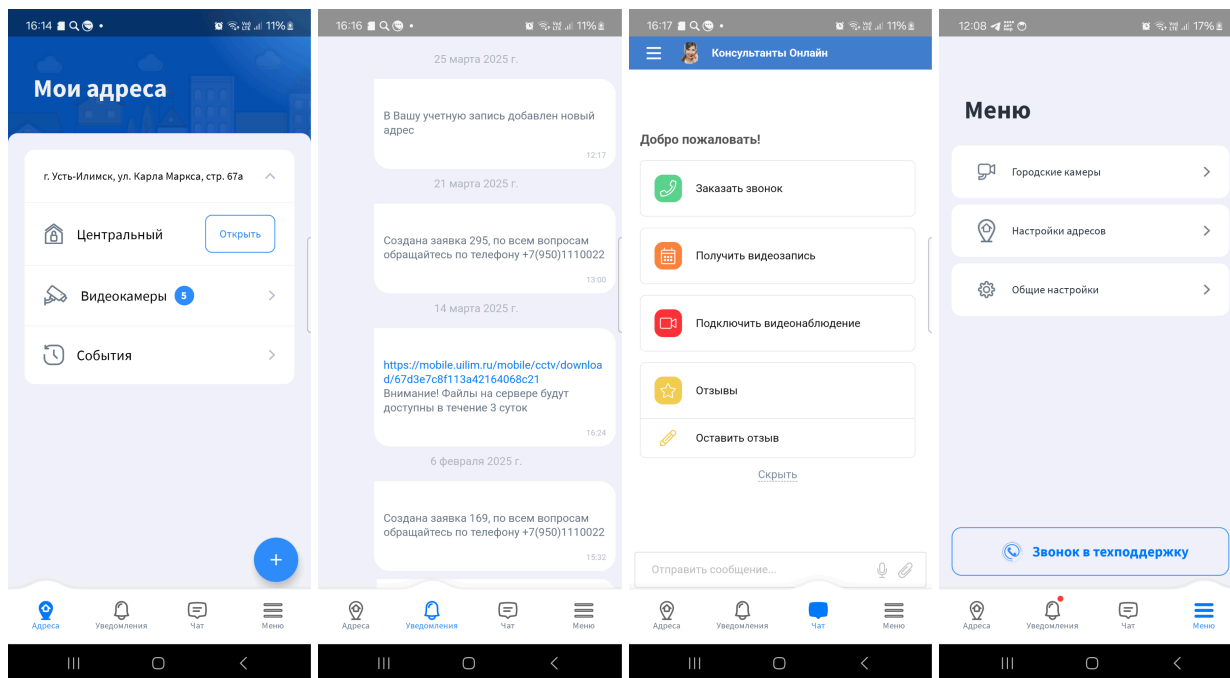 16:14
11%
Мои адреса
г. Усть-Илимск, ул. Карла Маркса, стр. 67а
Центральный
Открыть
Видеокамеры 5
События
+
Адреса
Уведомления
Чат
Меню
16:16
11%
25 марта 2025 г.
В Вашу учетную запись добавлен новый
адрес
12:17
21 марта 2025 г.
Создана заявка 295, по всем вопросам
обращайтесь по телефону +7(950)1110022
13:00
14 марта 2025 г.
https://mobile.uilim.ru/mobile/cctv/downloa
d/67d3e7c8f113a42164068c21
Внимание! Файлы на сервере будут
доступны в течение 3 суток
16:24
6 февраля 2025 г.
Создана заявка 169, по всем вопросам
обращайтесь по телефону +7(950)1110022
15:32
Адреса
Уведомления
Чат
Меню
16:17
11%
Консультанты Онлайн
Добро пожаловать!
Заказать звонок
Получить видеозапись
Подключить видеонаблюдение
Отзывы
Оставить отзыв
Скрыть
Отправить сообщение...
Адреса
Уведомления
Чат
Меню
12:08
17%
Меню
Городские камеры
Настройки адресов
Общие настройки
Звонок в техподдержку
Адреса
Уведомления
Чат
Меню